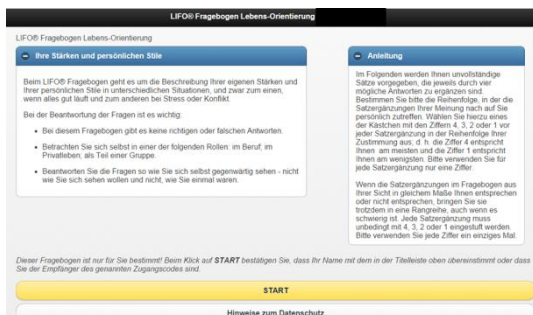 LIFO® Fragebogen Lebens-Orientierung
LIFO® Fragebogen Lebens-Orientierung
Ihre Stärken und persönlichen Stile
Beim LIFO® Fragebogen geht es um die Beschreibung Ihrer eigenen Stärken und
Ihrer persönlichen Stile in unterschiedlichen Situationen, und zwar zum einen,
wenn alles gut läuft und zum anderen bei Stress oder Konflikt
Bei der Beantwortung der Fragen ist es wichtig:
• Bei diesem Fragebogen gibt es keine richtigen oder falschen Antworten.
• Betrachten Sie sich selbst in einer der folgenden Rollen: im Beruf, im
Privatleben; als Teil einer Gruppe.
• Beantworten Sie die Fragen so wie Sie sich selbst gegenwärtig sehen - nicht
wie Sie sich sehen wollen und nicht, wie Sie einmal waren.
Anleitung
Im Folgenden werden Ihnen unvollständige
Sätze vorgegeben, die jeweils durch vier
mögliche Antworten zu ergänzen sind.
Bestimmen Sie bitte die Reihenfolge, in der die
Satzergänzungen Ihrer Meinung nach auf Sie
persönlich zutreffen. Wählen Sie hierzu eines
der Kästchen mit den Ziffern 4, 3, 2 oder 1 vor
jeder Satzergänzung in der Reihenfolge Ihrer
Zustimmung aus; d. h. die Ziffer 4 entspricht
Ihnen am meisten und die Ziffer 1 entspricht
Ihnen am wenigsten. Bitte verwenden Sie für
jede Satzergänzung nur eine Ziffer.
Wenn die Satzergänzungen im Fragebogen aus
Ihrer Sicht in gleichem Maße Ihnen entsprechen
oder nicht entsprechen, bringen Sie sie
trotzdem in eine Rangreihe, auch wenn es
schwierig ist. Jede Satzergänzung muss
unbedingt mit 4, 3, 2 oder 1 eingestuft werden.
Bitte verwenden Sie jede Ziffer ein einziges Mal.
Dieser Fragebogen ist nur für Sie bestimmt! Beim Klick auf START bestätigen Sie, dass Ihr Name mit dem in der Titelleiste oben übereinstimmt oder dass
Sie der Empfänger des genannten Zugangscodes sind.
START
Hinweise zum Datenschutz